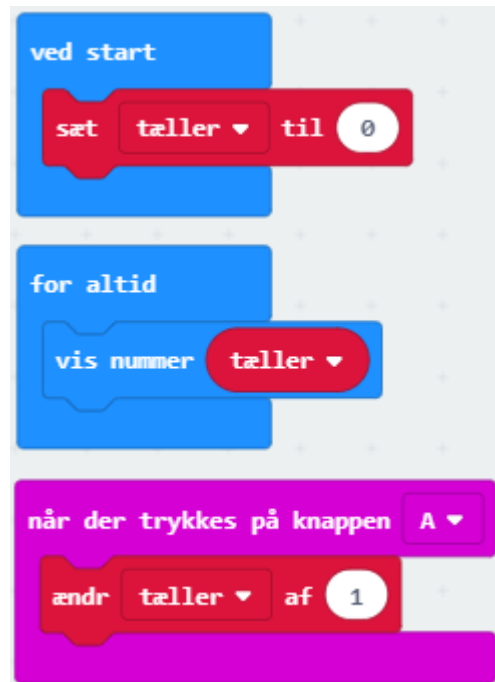 ved start
sæt tæller til 0
for altid
vis nummer tæller
når der trykkes på knappen A
ændr tæller af 1